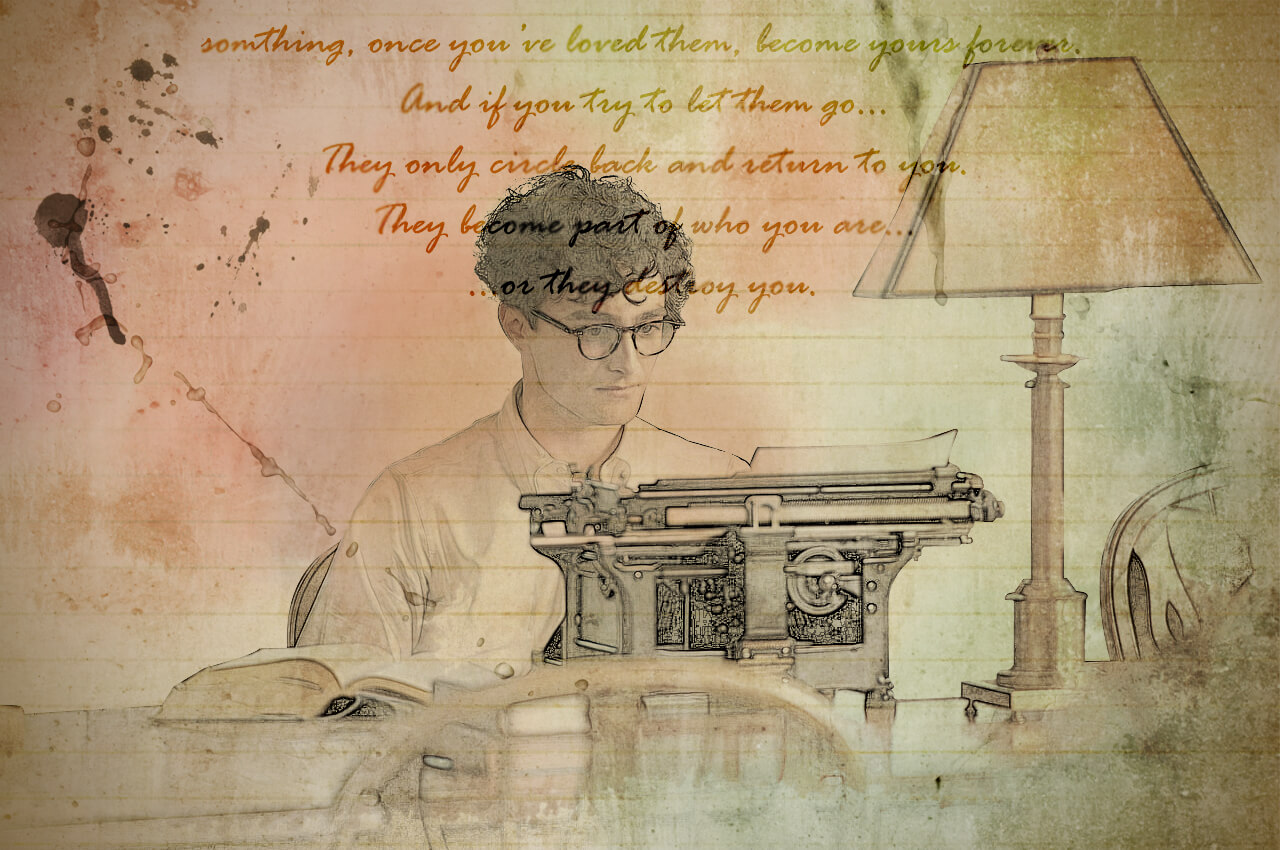 somthing, once you've loved them, become yours forever.
And if you try to let them go...
They only circle back and return to you.
They become part of who you are...
...or they destroy you.